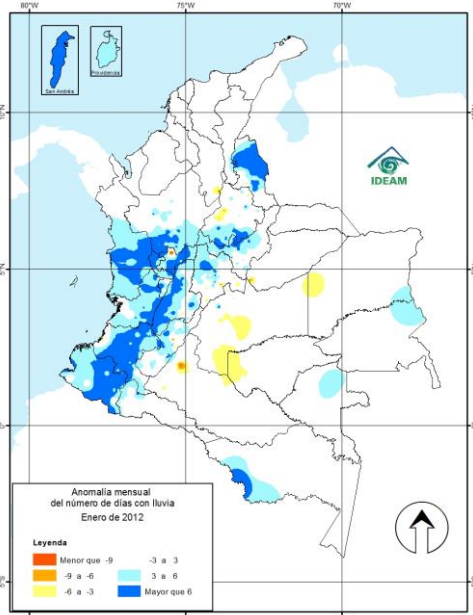 80°W 75°W 70°W
San Andrés
Providencia
IDEAM
Anomalía mensual
del número de días con lluvia
Enero de 2012
Leyenda
Menor que -9 -3 a 3
-9 a -6 3 a 6
-6 a -3 Mayor que 6